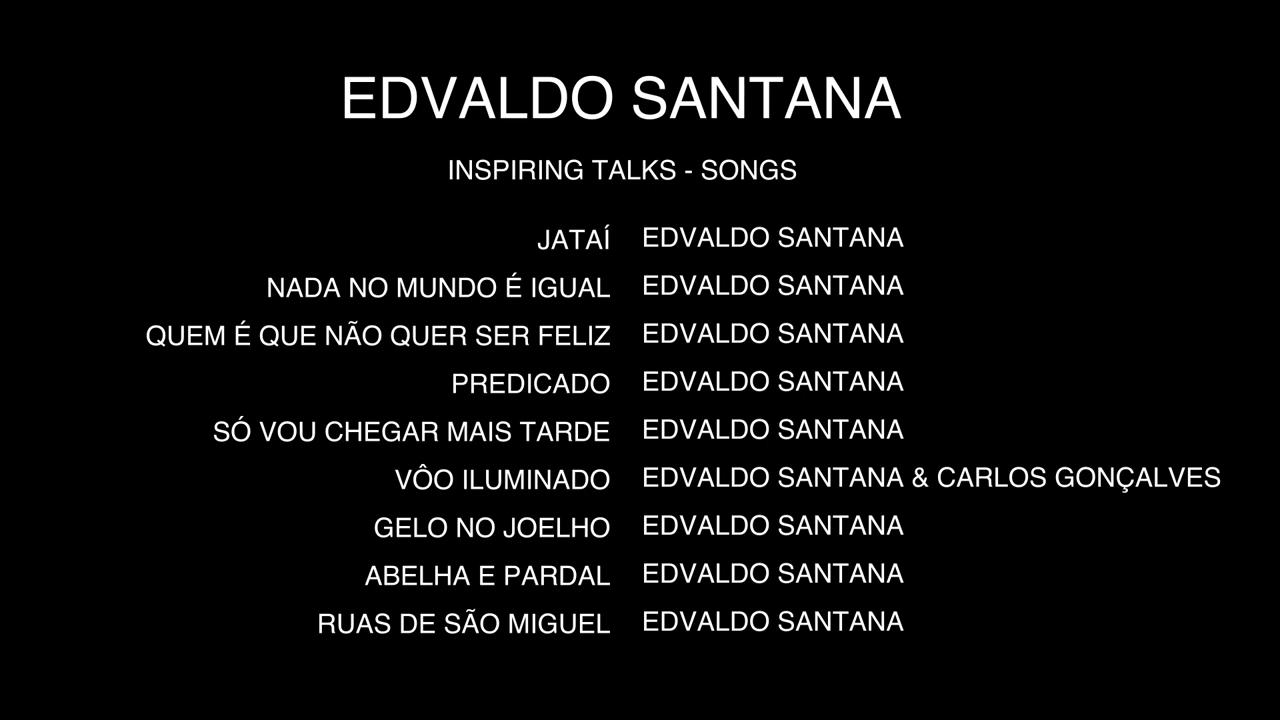 EDVALDO SANTANA
INSPIRING TALKS - SONGS
JATAÍ EDVALDO SANTANA
NADA NO MUNDO É IGUAL EDVALDO SANTANA
QUEM É QUE NÃO QUER SER FELIZ EDVALDO SANTANA
PREDICADO EDVALDO SANTANA
SÓ VOU CHEGAR MAIS TARDE EDVALDO SANTANA
VÔO ILUMINADO EDVALDO SANTANA & CARLOS GONÇALVES
GELO NO JOELHO EDVALDO SANTANA
ABELHA E PARDAL EDVALDO SANTANA
RUAS DE SÃO MIGUEL EDVALDO SANTANA